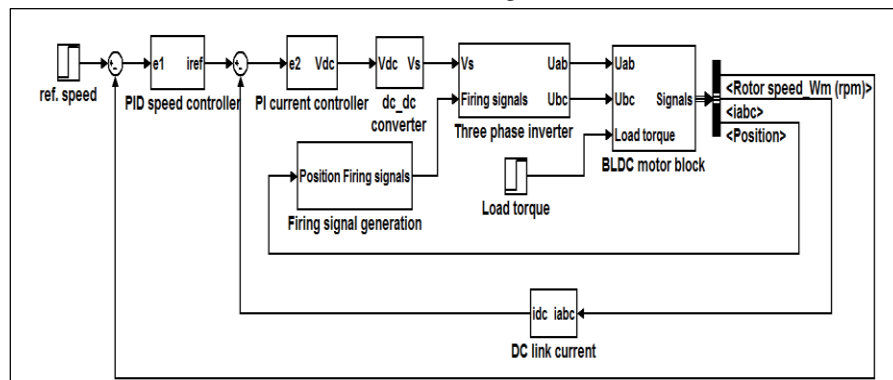 ref. speed
+
-
e1 iref
PID speed controller
+
-
e2 Vdc
PI current controller
Vdc Vs
dc_dc
converter
Vs
Firing signals
Uab
Ubc
Three phase inverter
Uab
Ubc
Load torque
Signals
BLDC motor block
<Rotor speed_Wm (rpm)>
<iabc>
<Position>
Position Firing signals
Firing signal generation
Load torque
idc iabc
DC link current